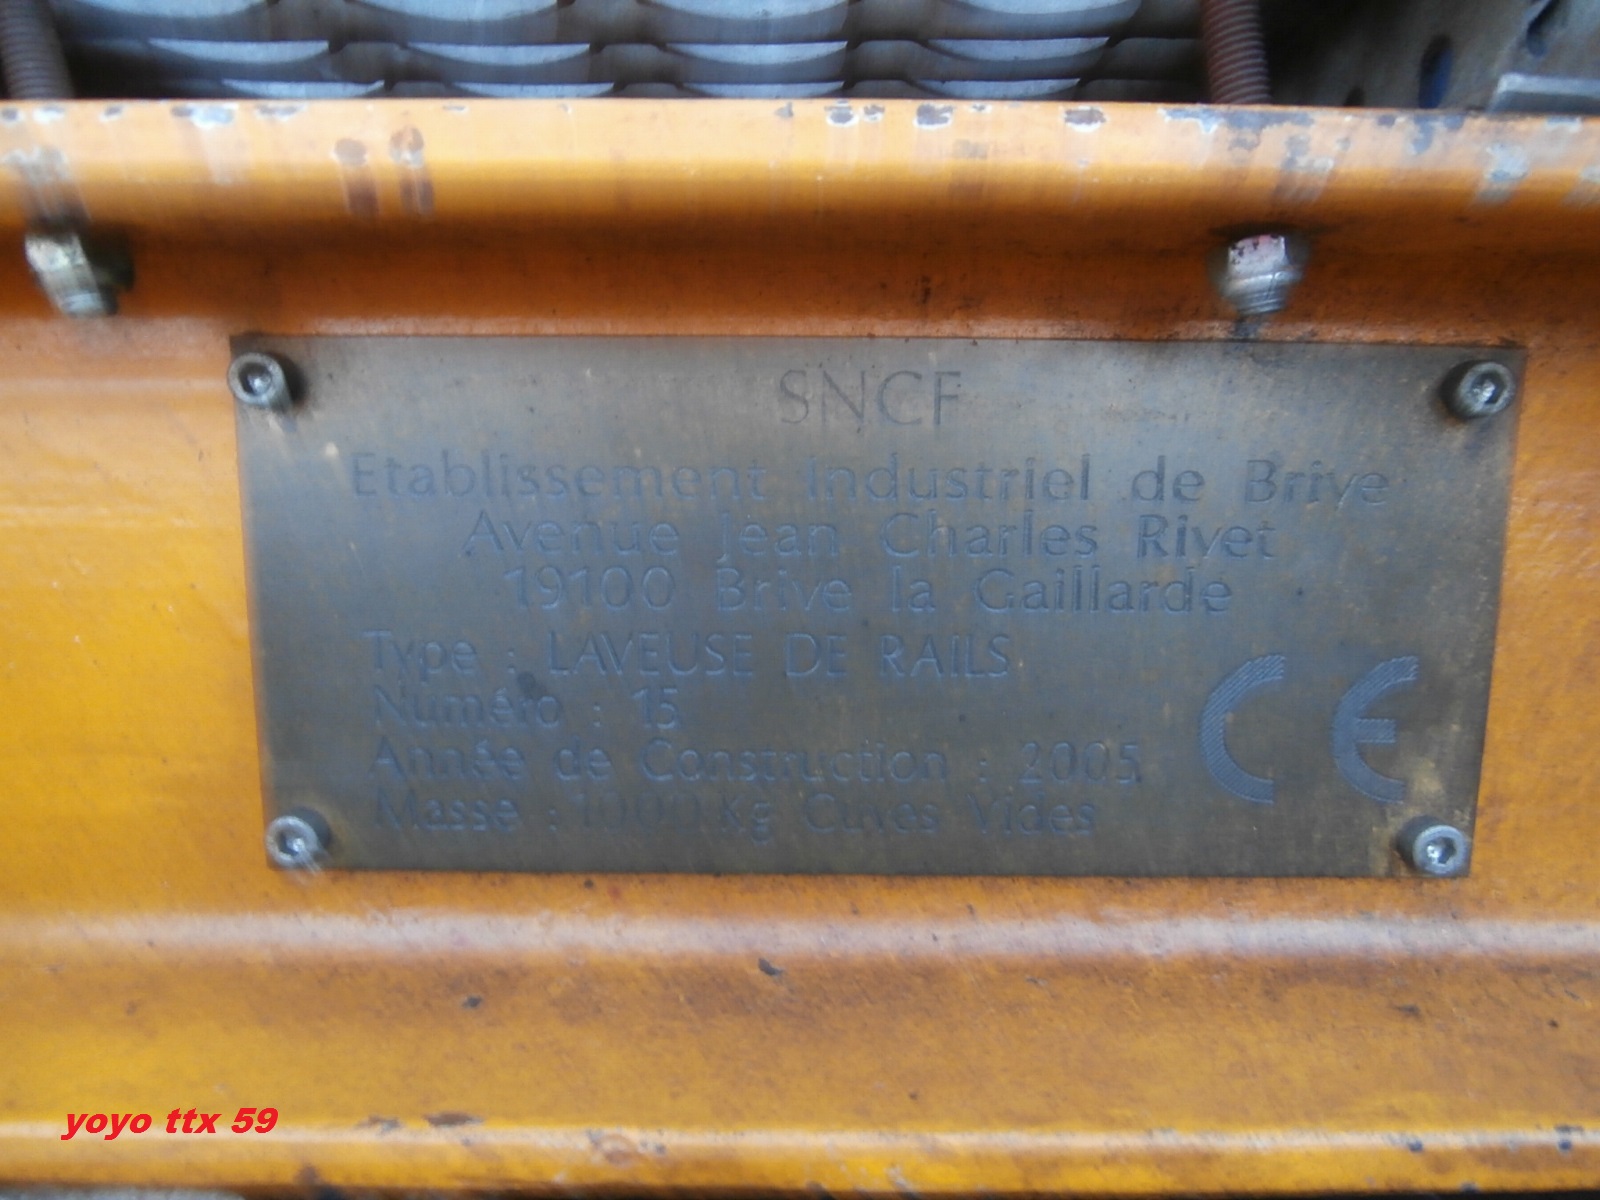 SNCF
Etablissement Industriel de Brive
Avenue Jean Charles Rivet
19100 Brive la Gaillarde
Type : LAVEUSE DE RAILS
Numéro : 15
Année de Construction : 2005
Masse : 1000 Kg Cuves Vides
CE
yoyo ttx 59